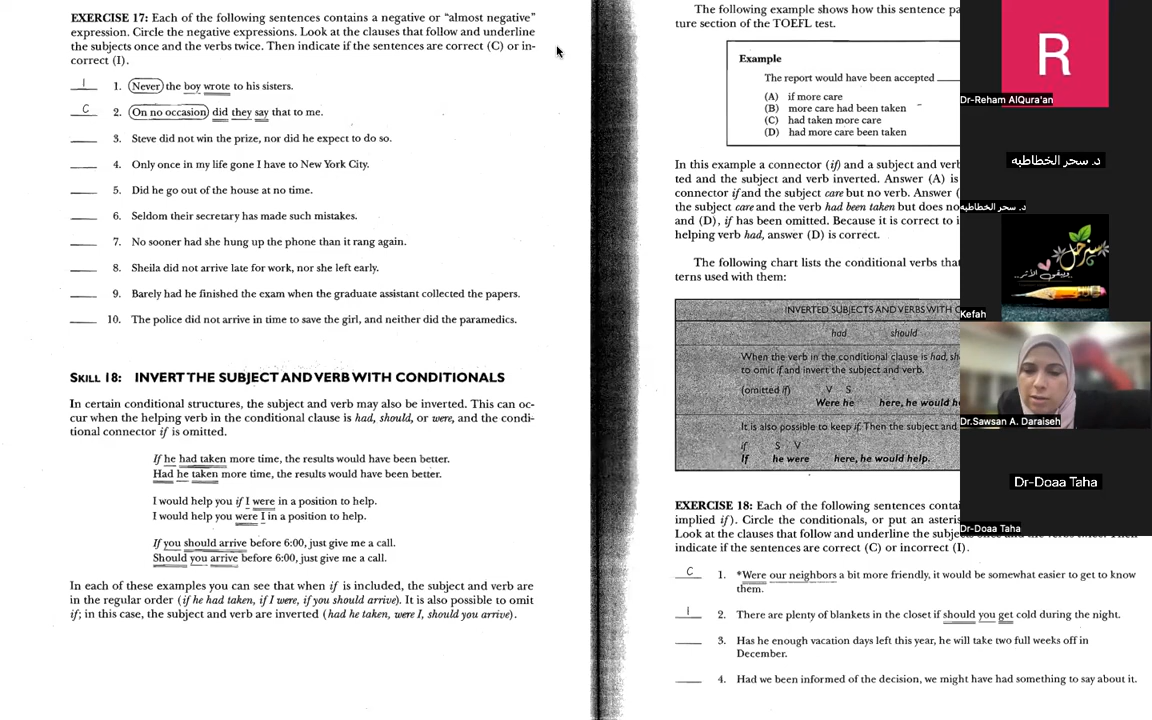 EXERCISE 17: Each of the following sentences contains a negative or “almost negative”
expression. Circle the negative expressions. Look at the clauses that follow and underline
the subjects once and the verbs twice. Then indicate if the sentences are correct (C) or in-
correct (I).
I 1. Never the boy wrote to his sisters.
C 2. On no occasion did they say that to me.
____ 3. Steve did not win the prize, nor did he expect to do so.
____ 4. Only once in my life gone I have to New York City.
____ 5. Did he go out of the house at no time.
____ 6. Seldom their secretary has made such mistakes.
____ 7. No sooner had she hung up the phone than it rang again.
____ 8. Sheila did not arrive late for work, nor she left early.
____ 9. Barely had he finished the exam when the graduate assistant collected the papers.
____ 10. The police did not arrive in time to save the girl, and neither did the paramedics.
SKILL 18: INVERT THE SUBJECT AND VERB WITH CONDITIONALS
In certain conditional structures, the subject and verb may also be inverted. This can oc-
cur when the helping verb in the conditional clause is had, should, or were, and the condi-
tional connector if is omitted.
If he had taken more time, the results would have been better.
Had he taken more time, the results would have been better.
I would help you if I were in a position to help.
I would help you were I in a position to help.
If you should arrive before 6:00, just give me a call.
Should you arrive before 6:00, just give me a call.
In each of these examples you can see that when if is included, the subject and verb are
in the regular order (if he had taken, if I were, if you should arrive). It is also possible to omit
if; in this case, the subject and verb are inverted (had he taken, were I, should you arrive).
The following example shows how this sentence pa
ture section of the TOEFL test.
Example
The report would have been accepted ____
(A) if more care
(B) more care had been taken
(C) had taken more care
(D) had more care been taken
In this example a connector (if) and a subject and verb
ted and the subject and verb inverted. Answer (A) is
connector if and the subject care but no verb. Answer (
the subject care and the verb had been taken but does no
and (D), if has been omitted. Because it is correct to i
helping verb had, answer (D) is correct.
The following chart lists the conditional verbs tha
terns used with them:
INVERTED SUBJECTS AND VERBS WITH C
had should
When the verb in the conditional clause is had, sh
to omit if and invert the subject and verb.
(omitted if) V S
Were he here, he would h
It is also possible to keep if. Then the subject and
if S V
If he were here, he would help.
EXERCISE 18: Each of the following sentences conta
implied if). Circle the conditionals, or put an asteris
Look at the clauses that follow and underline the subje
indicate if the sentences are correct (C) or incorrect (I).
C 1. *Were our neighbors a bit more friendly, it would be somewhat easier to get to know
them.
I 2. There are plenty of blankets in the closet if should you get cold during the night.
____ 3. Has he enough vacation days left this year, he will take two full weeks off in
December.
____ 4. Had we been informed of the decision, we might have had something to say about it.
R
Dr-Reham AlQura'an
د. سحر الخطاطبه
د. سحر الخطاطبه
سنرحل
ويبقى الأثر..
Kefah
Dr.Sawsan A. Daraiseh
Dr-Doaa Taha
Dr-Doaa Taha